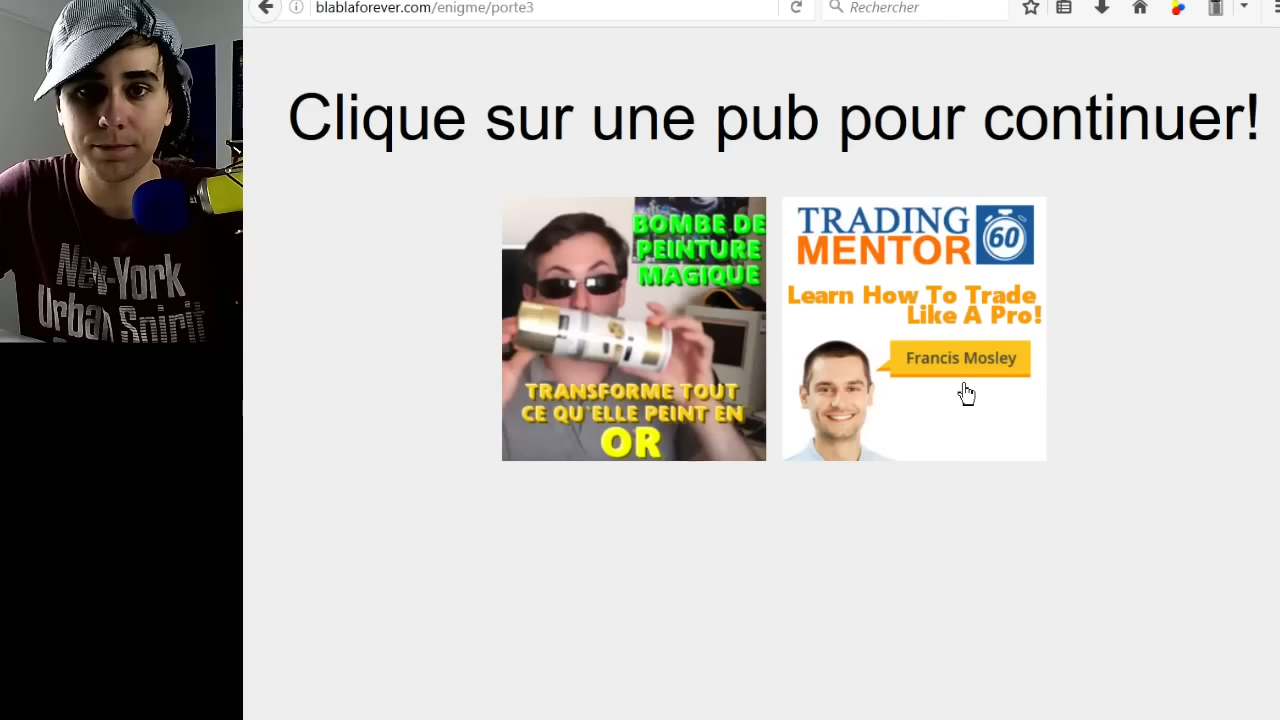 blablaforever.com/enigme/porte3
Rechercher
Clique sur une pub pour continuer!
BOMBE DE
PEINTURE
MAGIQUE
TRANSFORME TOUT
CE QU'ELLE PEINT EN
OR
TRADING
MENTOR
60
Learn How To Trade
Like A Pro!
Francis Mosley
New-York
Urban Spirit